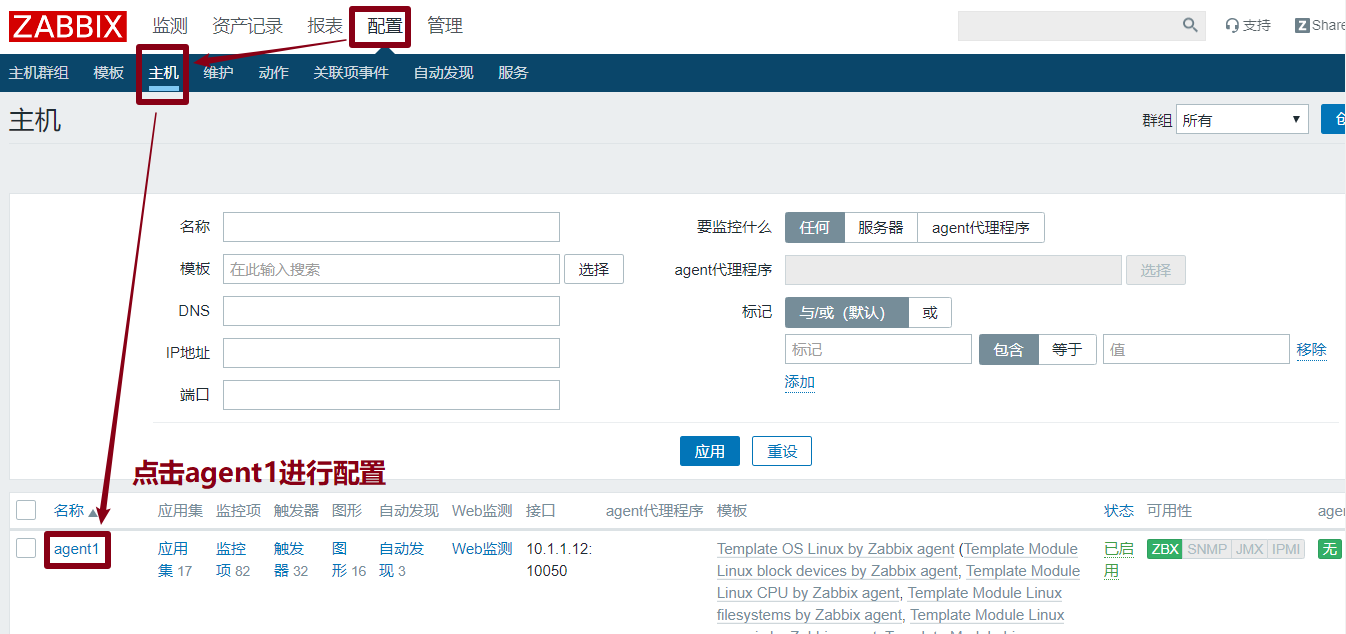 ZABBIX 监测 资产记录 报表 配置 管理 支持 Z Share
主机群组 模板 主机 维护 动作 关联项事件 自动发现 服务
主机 群组 所有
名称 要监控什么 任何 服务器 agent代理程序
模板 在此输入搜索 选择 agent代理程序 选择
DNS 标记 与/或（默认） 或
标记 包含 等于 值 移除
IP地址
添加
端口
应用 重设
点击agent1进行配置
名称 应用集 监控项 触发器 图形 自动发现 Web监测 接口 agent代理程序 模板 状态 可用性
agent1 应用 监控 触发 图 自动发 Web监测 10.1.1.12: Template OS Linux by Zabbix agent (Template Module 已启 ZBX SNMP JMX IPMI 无
集 17 项 82 器 32 形 16 现 3 10050 Linux block devices by Zabbix agent, Template Module 用
Linux CPU by Zabbix agent, Template Module Linux
filesystems by Zabbix agent, Template Module Linux